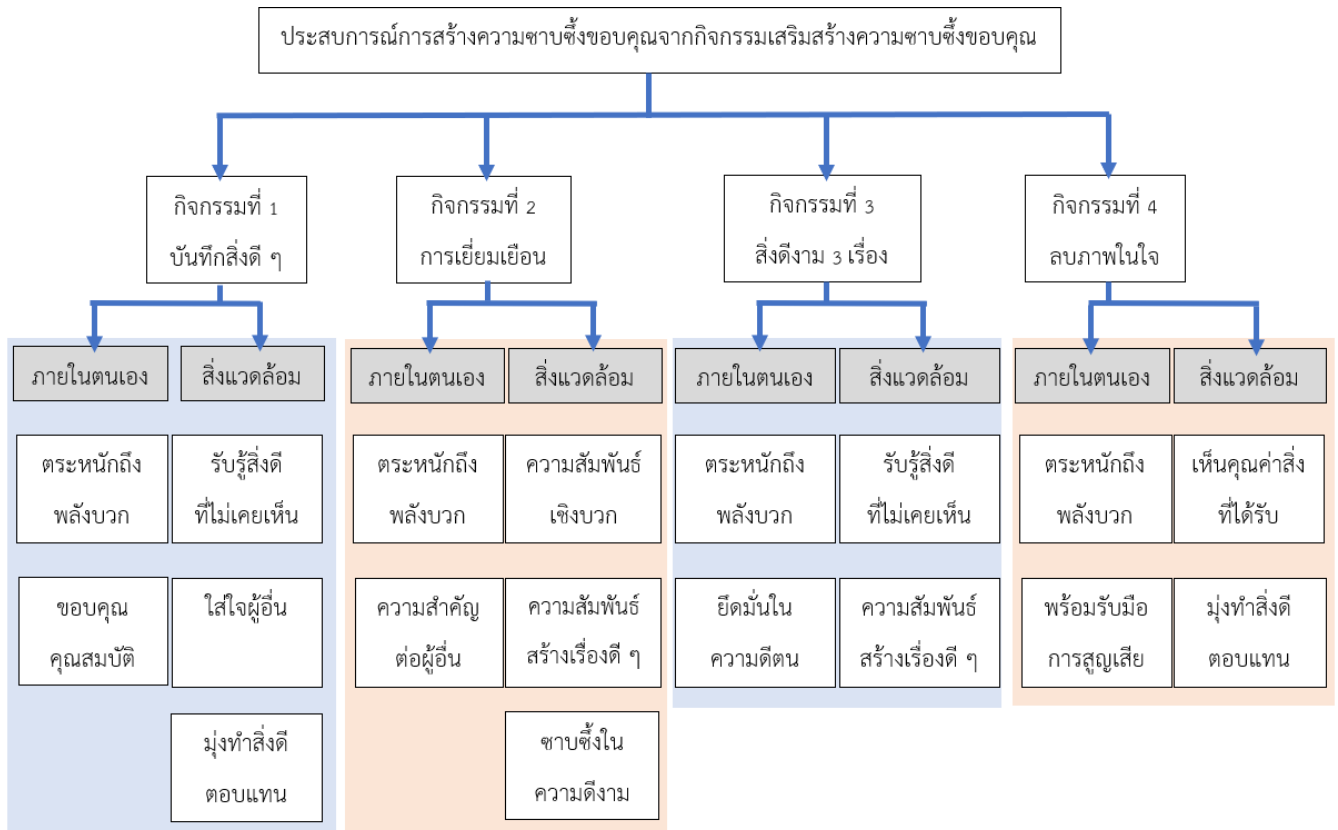 ประสบการณ์การสร้างความซาบซึ้งขอบคุณจากกิจกรรมเสริมสร้างความซาบซึ้งขอบคุณ
กิจกรรมที่ 1
บันทึกสิ่งดี ๆ
กิจกรรมที่ 2
การเยี่ยมเยือน
กิจกรรมที่ 3
สิ่งดีงาม 3 เรื่อง
กิจกรรมที่ 4
ลบภาพในใจ
ภายในตนเอง
สิ่งแวดล้อม
ตระหนักถึง
พลังบวก
รับรู้สิ่งดี
ที่ไม่เคยเห็น
ขอบคุณ
คุณสมบัติ
ใส่ใจผู้อื่น
มุ่งทำสิ่งดี
ตอบแทน
ภายในตนเอง
สิ่งแวดล้อม
ตระหนักถึง
พลังบวก
ความสัมพันธ์
เชิงบวก
ความสำคัญ
ต่อผู้อื่น
ความสัมพันธ์
สร้างเรื่องดี ๆ
ซาบซึ้งใน
ความดีงาม
ภายในตนเอง
สิ่งแวดล้อม
ตระหนักถึง
พลังบวก
รับรู้สิ่งดี
ที่ไม่เคยเห็น
ยึดมั่นใน
ความดีตน
ความสัมพันธ์
สร้างเรื่องดี ๆ
ภายในตนเอง
สิ่งแวดล้อม
ตระหนักถึง
พลังบวก
เห็นคุณค่าสิ่ง
ที่ได้รับ
พร้อมรับมือ
การสูญเสีย
มุ่งทำสิ่งดี
ตอบแทน